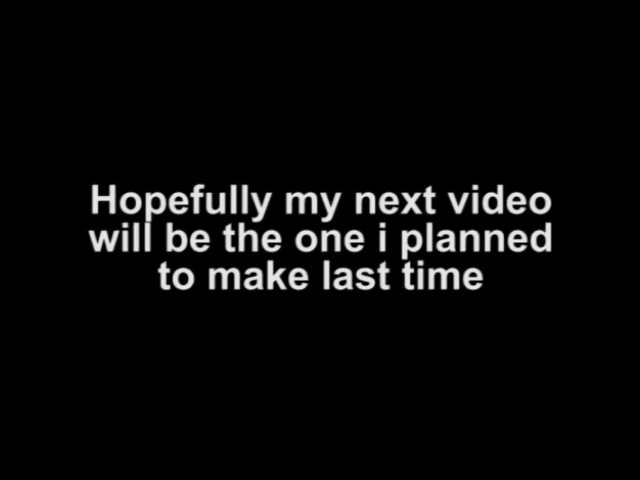 Hopefully my next video
will be the one i planned
to make last time